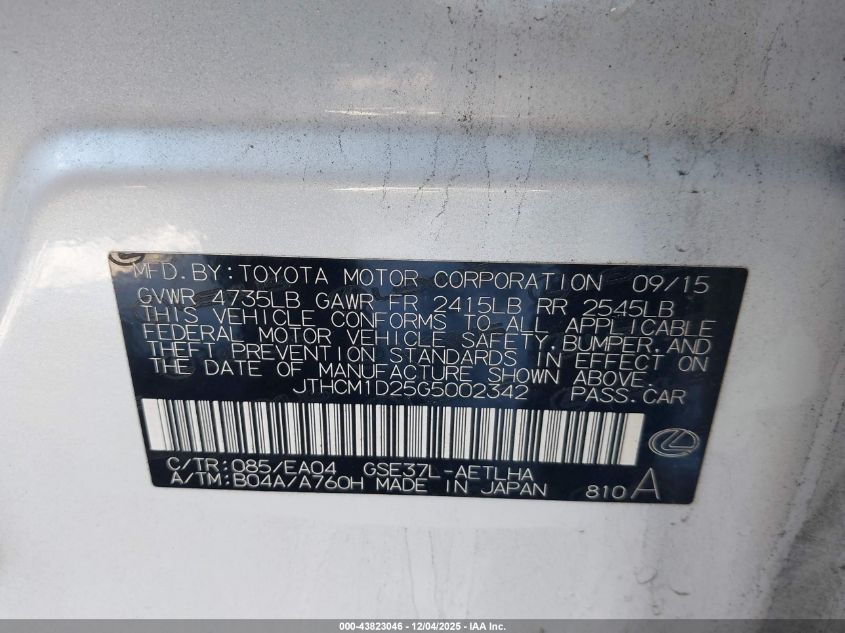 MFD.BY:TOYOTA MOTOR CORPORATION 09/15
GVWR 4735LB GAWR FR 2415LB RR 2545LB
THIS VEHICLE CONFORMS TO ALL APPLICABLE
FEDERAL MOTOR VEHICLE SAFETY,BUMPER,AND
THEFT PREVENTION STANDARDS IN EFFECT ON
THE DATE OF MANUFACTURE SHOWN ABOVE.
JTHCM1D25G5002342 PASS.CAR
C/TR:085/EA04 GSE37L-AETLHA
A/TM:B04A/A760H MADE IN JAPAN 810 A
000-43823046 - 12/04/2025 - IAA Inc.